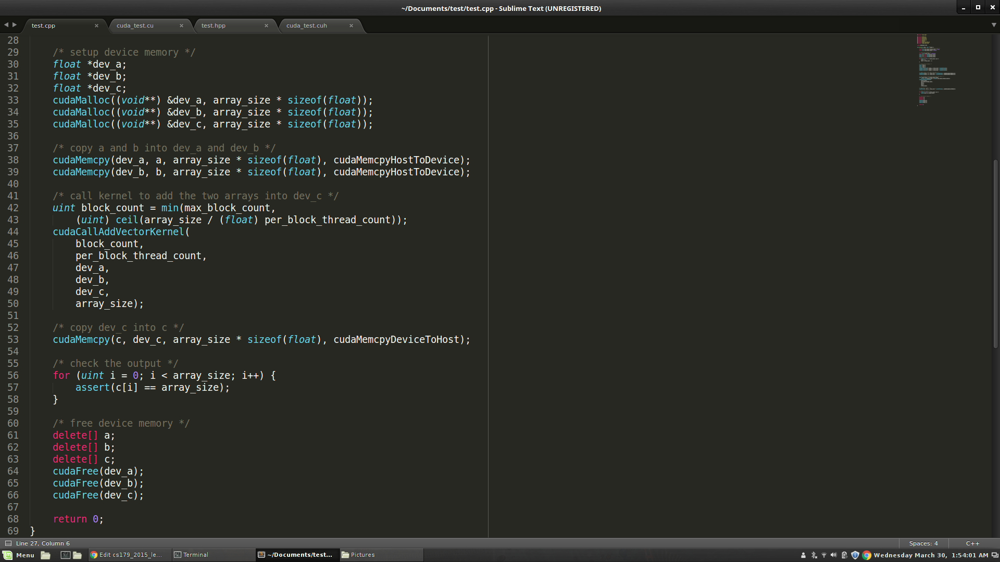 ~/Documents/test/test.cpp - Sublime Text (UNREGISTERED)
test.cpp × cuda_test.cu × test.hpp × cuda_test.cuh ×
28
29 /* setup device memory */
30 float *dev_a;
31 float *dev_b;
32 float *dev_c;
33 cudaMalloc((void**) &dev_a, array_size * sizeof(float));
34 cudaMalloc((void**) &dev_b, array_size * sizeof(float));
35 cudaMalloc((void**) &dev_c, array_size * sizeof(float));
36
37 /* copy a and b into dev_a and dev_b */
38 cudaMemcpy(dev_a, a, array_size * sizeof(float), cudaMemcpyHostToDevice);
39 cudaMemcpy(dev_b, b, array_size * sizeof(float), cudaMemcpyHostToDevice);
40
41 /* call kernel to add the two arrays into dev_c */
42 uint block_count = min(max_block_count,
43 (uint) ceil(array_size / (float) per_block_thread_count));
44 cudaCallAddVectorKernel(
45 block_count,
46 per_block_thread_count,
47 dev_a,
48 dev_b,
49 dev_c,
50 array_size);
51
52 /* copy dev_c into c */
53 cudaMemcpy(c, dev_c, array_size * sizeof(float), cudaMemcpyDeviceToHost);
54
55 /* check the output */
56 for (uint i = 0; i < array_size; i++) {
57 assert(c[i] == array_size);
58 }
59
60 /* free device memory */
61 delete[] a;
62 delete[] b;
63 delete[] c;
64 cudaFree(dev_a);
65 cudaFree(dev_b);
66 cudaFree(dev_c);
67
68 return 0;
69 }
Line 27, Column 6 Spaces: 4 C++
Menu Edit cs179_2015_le... Terminal ~/Documents/test... Pictures Wednesday March 30, 1:54:01 AM